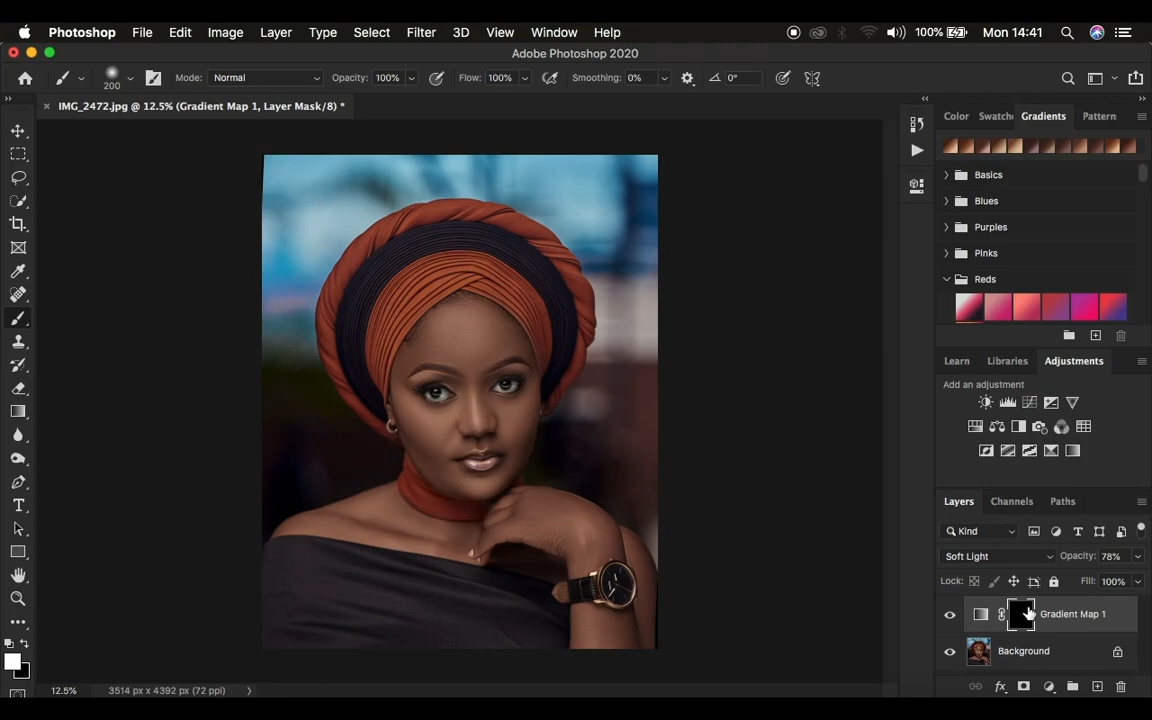 Photoshop File Edit Image Layer Type Select Filter 3D View Window Help 100% Mon 14:41
Adobe Photoshop 2020
200 Mode: Normal Opacity: 100% Flow: 100% Smoothing: 0% 0°
× IMG_2472.jpg @ 12.5% (Gradient Map 1, Layer Mask/8) *
Color Swatche Gradients Pattern
Basics
Blues
Purples
Pinks
Reds
Learn Libraries Adjustments
Add an adjustment
Layers Channels Paths
Kind
Soft Light Opacity: 78%
Lock: Fill: 100%
Gradient Map 1
Background
12.5% 3514 px x 4392 px (72 ppi)